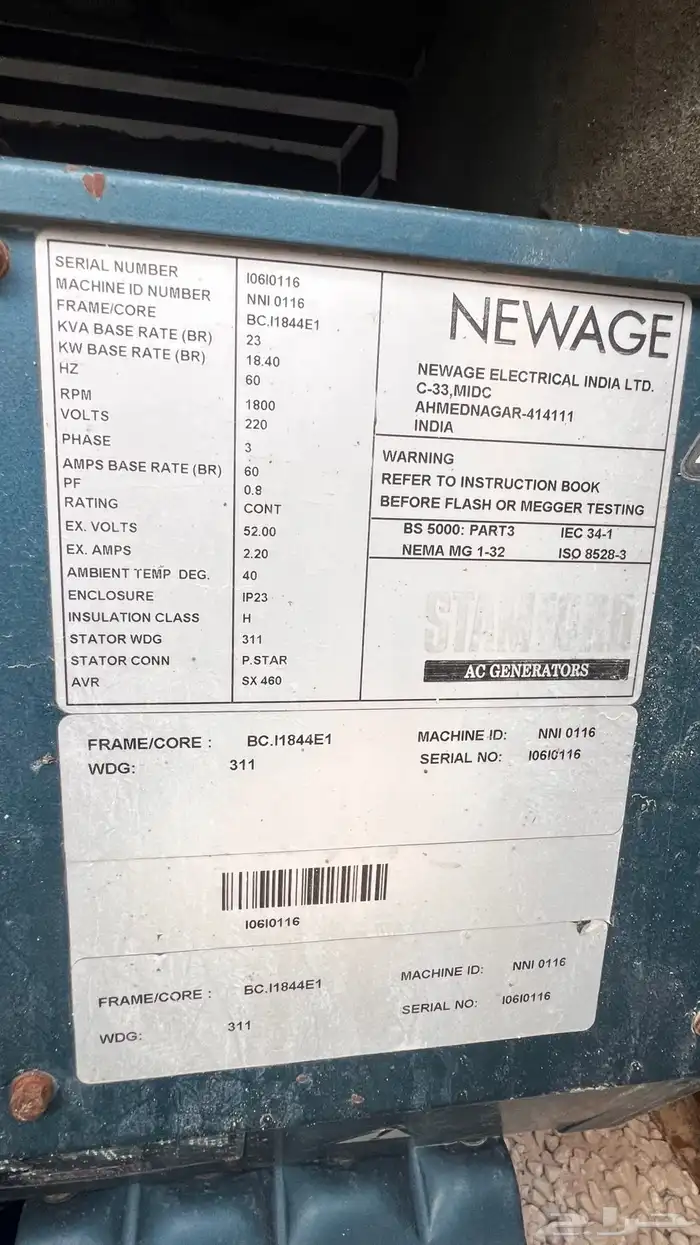 SERIAL NUMBER I06I0116
MACHINE ID NUMBER NNI 0116
FRAME/CORE BC.I1844E1
KVA BASE RATE (BR) 23
KW BASE RATE (BR) 18.40
HZ 60
RPM 1800
VOLTS 220
PHASE 3
AMPS BASE RATE (BR) 60
PF 0.8
RATING CONT
EX. VOLTS 52.00
EX. AMPS 2.20
AMBIENT TEMP DEG. 40
ENCLOSURE IP23
INSULATION CLASS H
STATOR WDG 311
STATOR CONN P.STAR
AVR SX 460
NEWAGE
NEWAGE ELECTRICAL INDIA LTD.
C-33,MIDC
AHMEDNAGAR-414111
INDIA
WARNING
REFER TO INSTRUCTION BOOK
BEFORE FLASH OR MEGGER TESTING
BS 5000: PART3 IEC 34-1
NEMA MG 1-32 ISO 8528-3
STAMFORD
AC GENERATORS
FRAME/CORE : BC.I1844E1 MACHINE ID: NNI 0116
WDG: 311 SERIAL NO: I06I0116
I06I0116
FRAME/CORE : BC.I1844E1 MACHINE ID: NNI 0116
WDG: 311 SERIAL NO: I06I0116
حراج